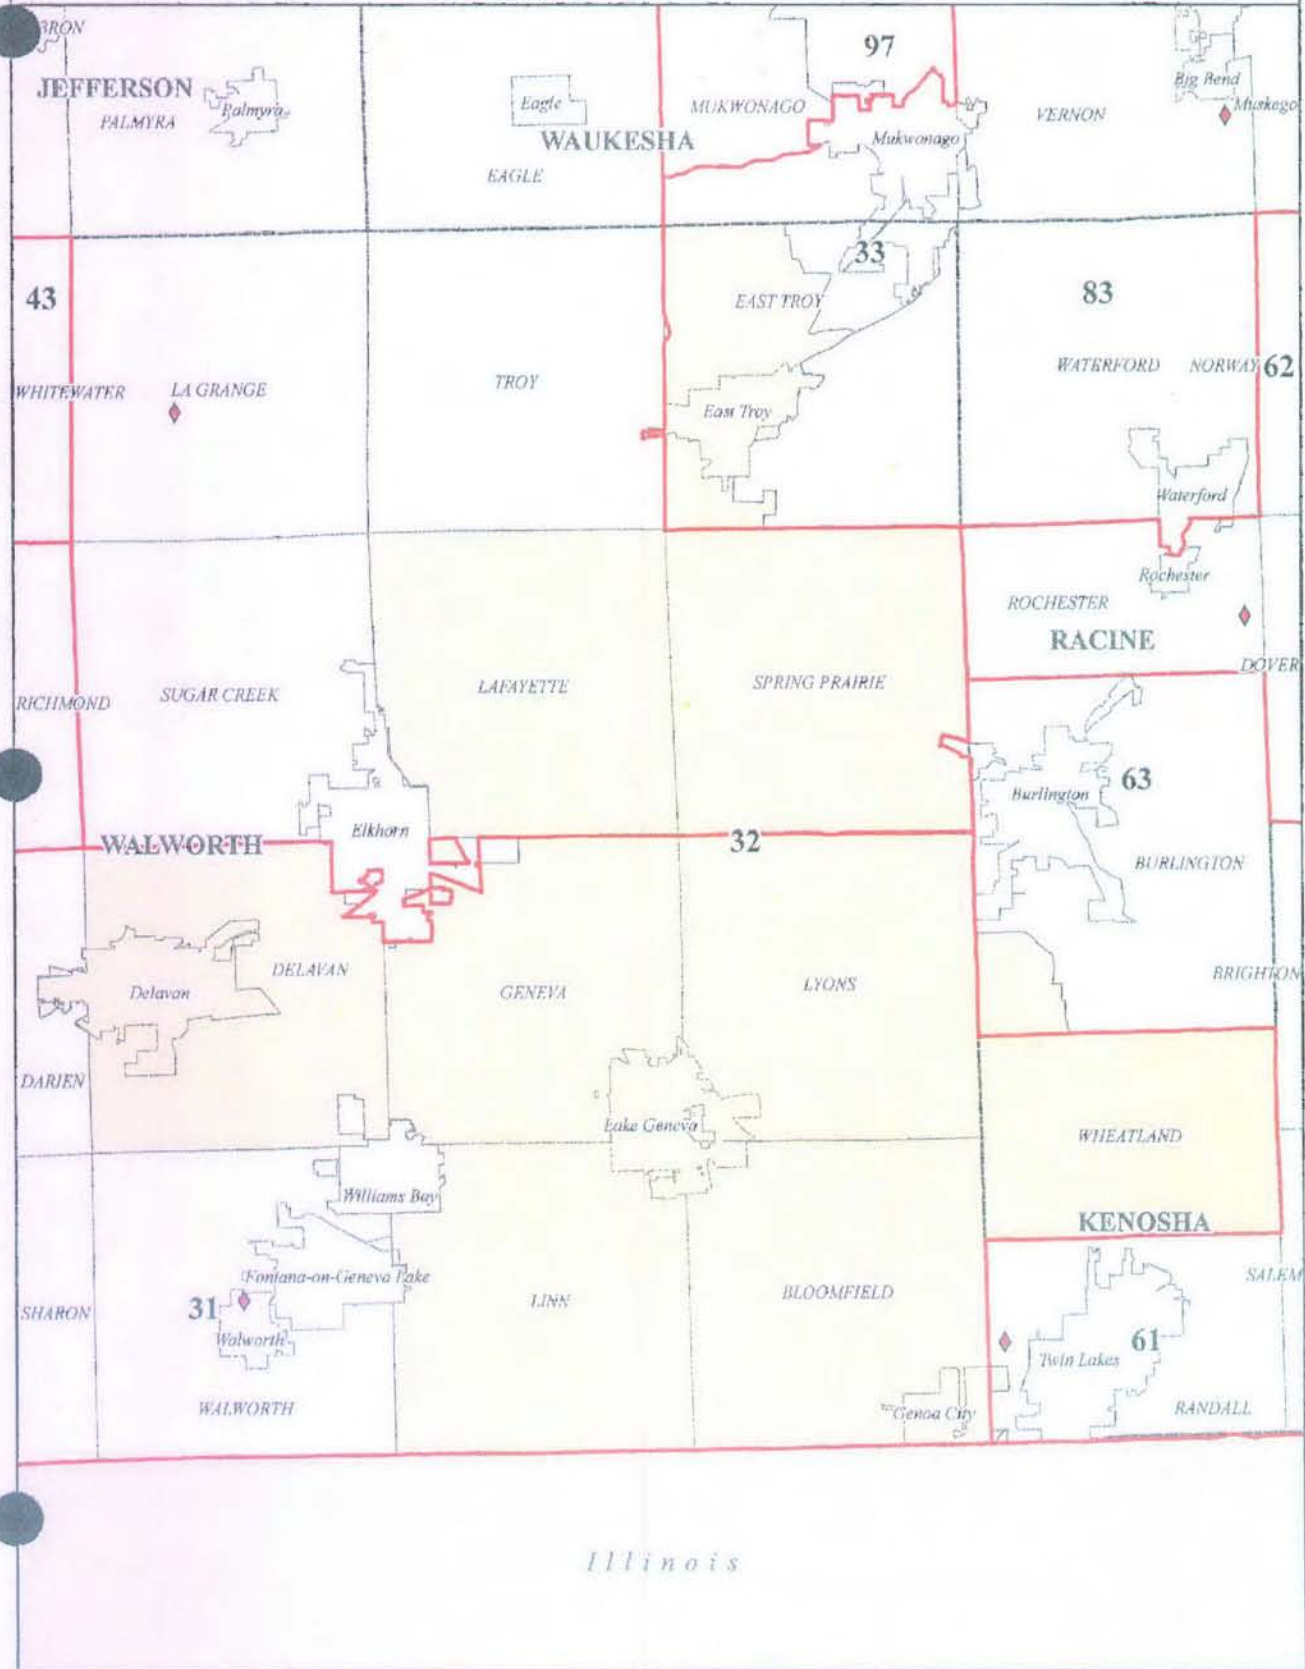 97
JEFFERSON
PALMYRA
Palmyra
Eagle
WAUKESHA
EAGLE
MUKWONAGO
Mukwonago
VERNON
Big Bend
Muskego
43
33
EAST TROY
83
WHITEWATER
LA GRANGE
TROY
WATERFORD
NORWAY
62
East Troy
Waterford
Rochester
ROCHESTER
RACINE
DOVER
RICHMOND
SUGAR CREEK
LAFAYETTE
SPRING PRAIRIE
63
Burlington
Elkhorn
WALWORTH
32
BURLINGTON
DELAVAN
Delavan
GENEVA
LYONS
BRIGHTON
DARIEN
Lake Geneva
WHEATLAND
Williams Bay
KENOSHA
Fontana-on-Geneva Lake
LINN
BLOOMFIELD
SALEM
SHARON
31
Walworth
61
Twin Lakes
WALWORTH
Genoa City
RANDALL
Illinois